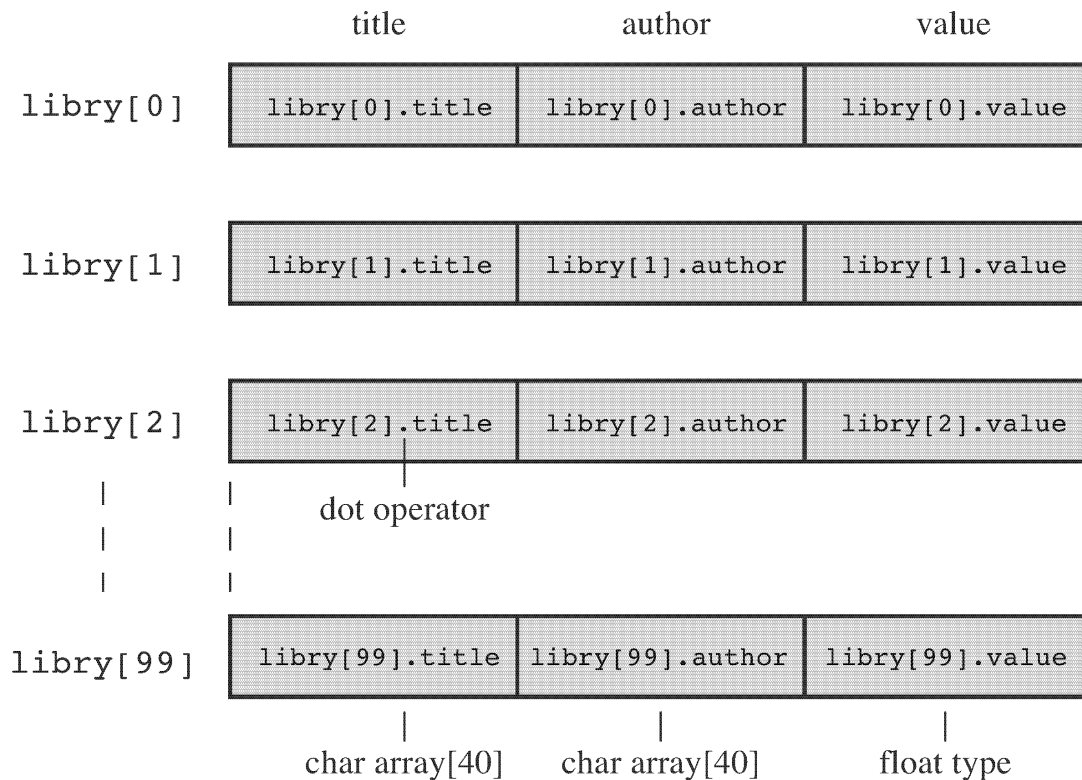 title author value
libry[0] libry[0].title libry[0].author libry[0].value
libry[1] libry[1].title libry[1].author libry[1].value
libry[2] libry[2].title libry[2].author libry[2].value
dot operator
libry[99] libry[99].title libry[99].author libry[99].value
char array[40] char array[40] float type